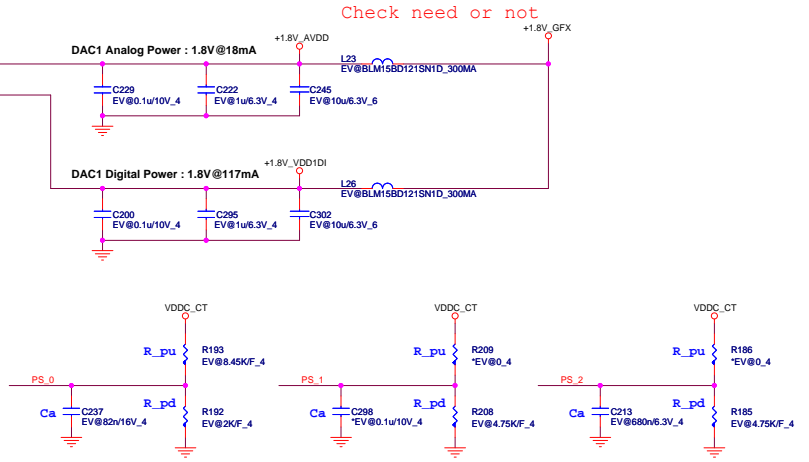 Check need or not
+1.8V_GFX
+1.8V_AVDD
DAC1 Analog Power : 1.8V@18mA
L23
EV@BLM15BD121SN1D_300MA
C229
EV@0.1u/10V_4
C222
EV@1u/6.3V_4
C245
EV@10u/6.3V_6
+1.8V_VDD1DI
DAC1 Digital Power : 1.8V@117mA
L26
EV@BLM15BD121SN1D_300MA
C200
EV@0.1u/10V_4
C295
EV@1u/6.3V_4
C302
EV@10u/6.3V_6
VDDC_CT
R_pu
R193
EV@8.45K/F_4
PS_0
Ca
C237
EV@82n/16V_4
R_pd
R192
EV@2K/F_4
VDDC_CT
R_pu
R209
*EV@0_4
PS_1
Ca
C298
*EV@0.1u/10V_4
R_pd
R208
EV@4.75K/F_4
VDDC_CT
R_pu
R186
*EV@0_4
PS_2
Ca
C213
EV@680n/6.3V_4
R_pd
R185
EV@4.75K/F_4